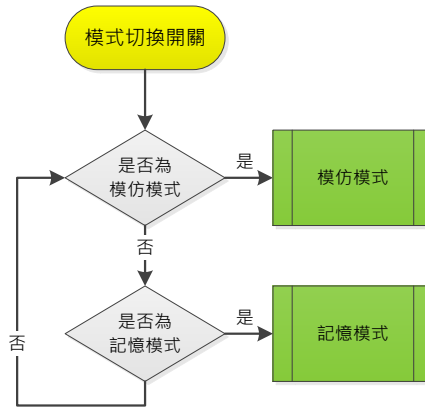 模式切換開關
是否為
模仿模式
是
模仿模式
否
是否為
記憶模式
是
記憶模式
否